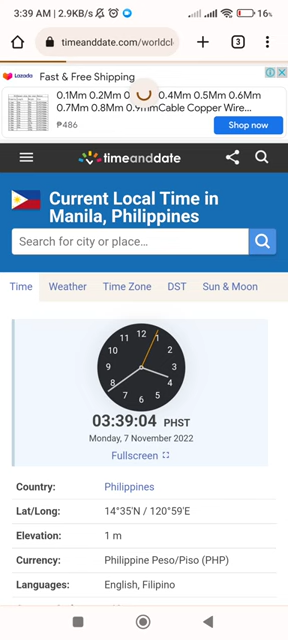 3:39 AM | 2.9KB/s
16%
timeanddate.com/worldcl
3
Lazada
Fast & Free Shipping
0.1Mm 0.2Mm 0.4Mm 0.5Mm 0.6Mm
0.7Mm 0.8Mm 0.9mmCable Copper Wire...
₱486
Shop now
timeanddate
Current Local Time in
Manila, Philippines
Search for city or place...
Time
Weather
Time Zone
DST
Sun & Moon
12
1
2
3
4
5
6
7
8
9
10
11
03:39:04 PHST
Monday, 7 November 2022
Fullscreen
Country: Philippines
Lat/Long: 14°35'N / 120°59'E
Elevation: 1 m
Currency: Philippine Peso/Piso (PHP)
Languages: English, Filipino